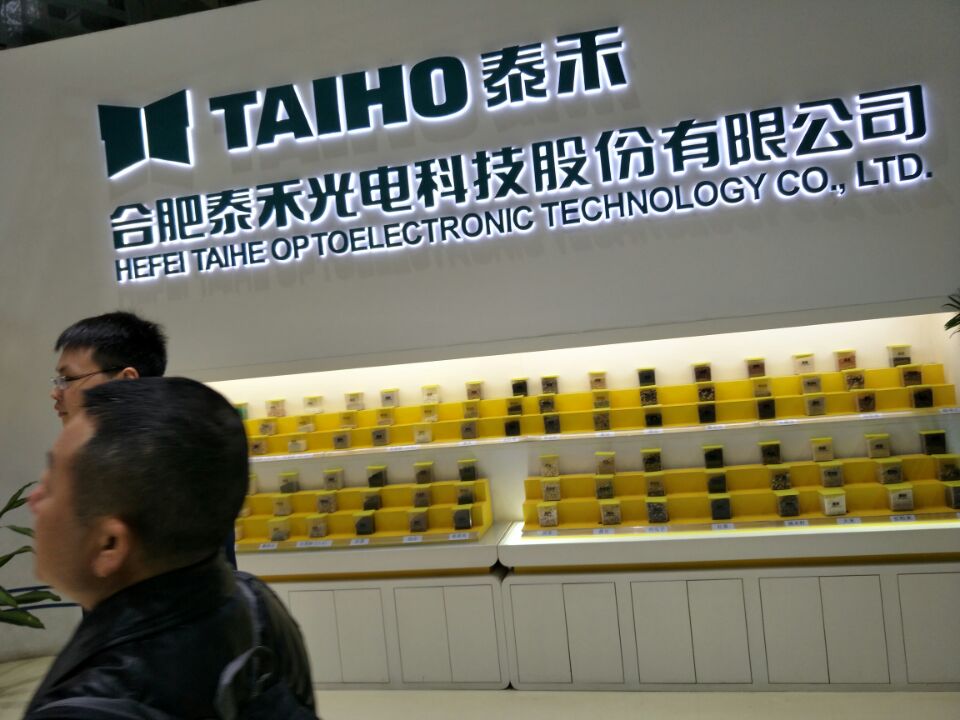 TAIHO 泰禾
合肥泰禾光电科技股份有限公司
HEFEI TAIHE OPTOELECTRONIC TECHNOLOGY CO., LTD.